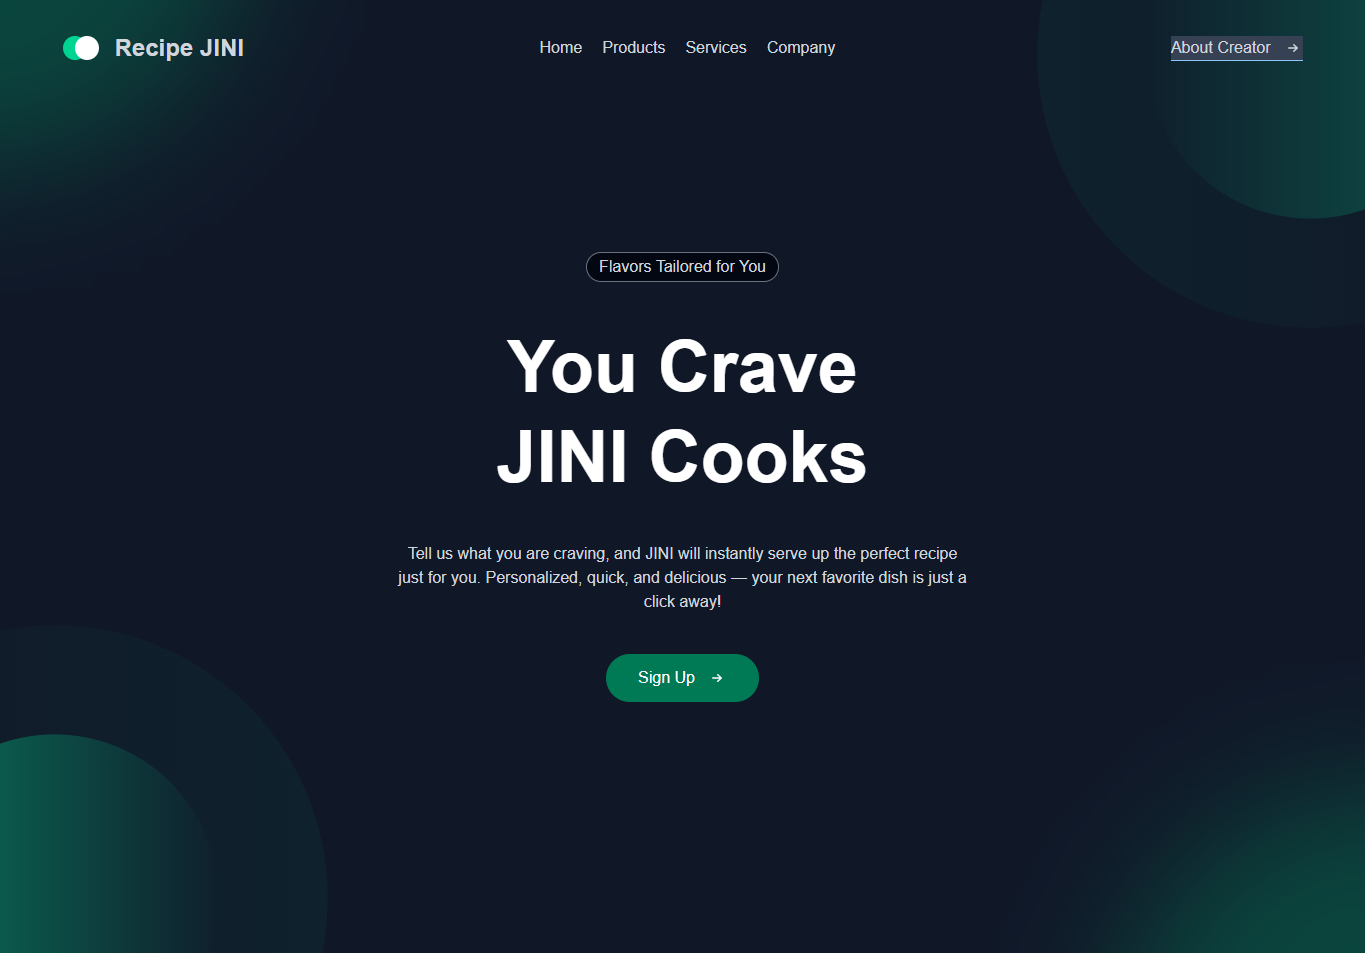 Recipe JINI
Home Products Services Company
About Creator →
Flavors Tailored for You
You Crave
JINI Cooks
Tell us what you are craving, and JINI will instantly serve up the perfect recipe
just for you. Personalized, quick, and delicious — your next favorite dish is just a
click away!
Sign Up →